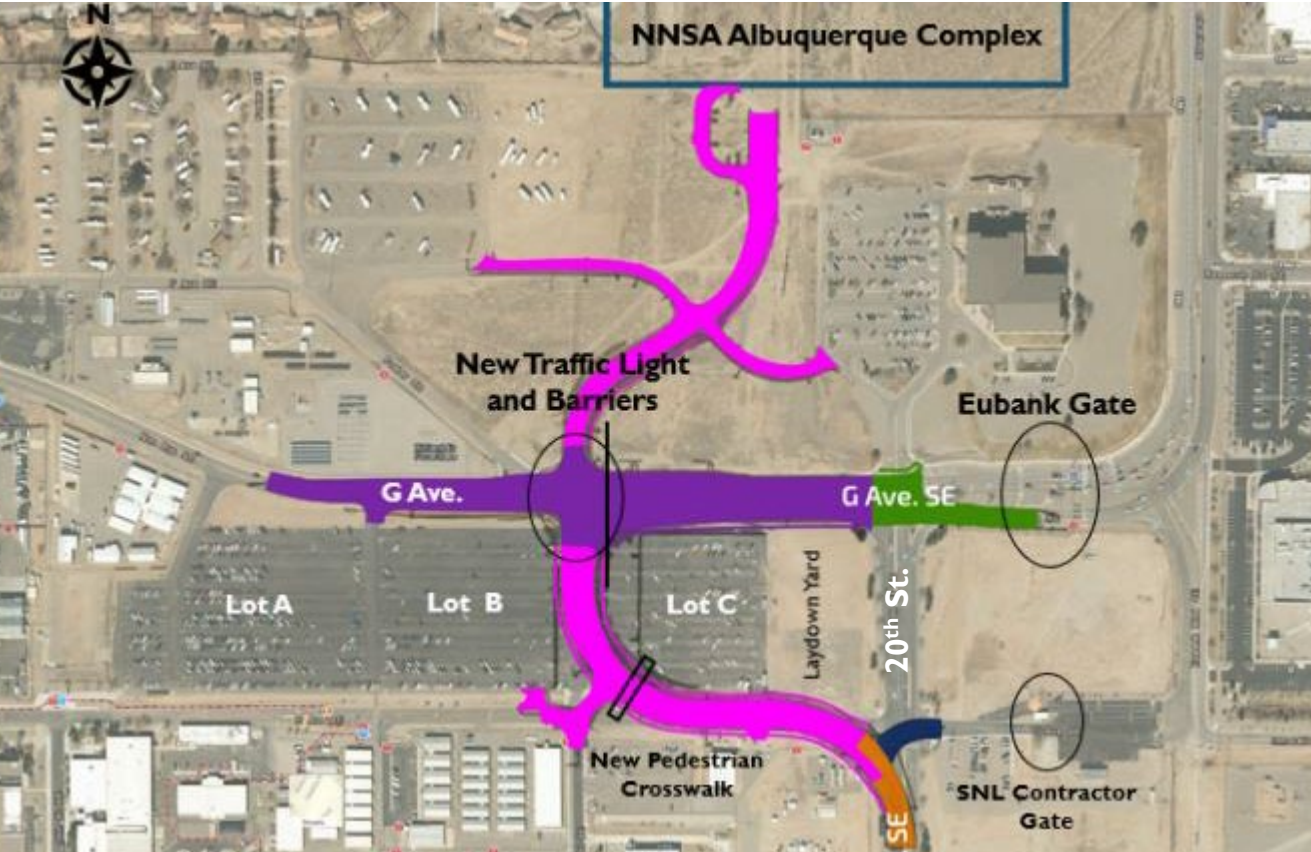 N
NNSA Albuquerque Complex
New Traffic Light
and Barriers
Eubank Gate
G Ave.
G Ave. SE
Lot A
Lot B
Lot C
Laydown Yard
20th St.
New Pedestrian
Crosswalk
SNL Contractor
Gate
SE